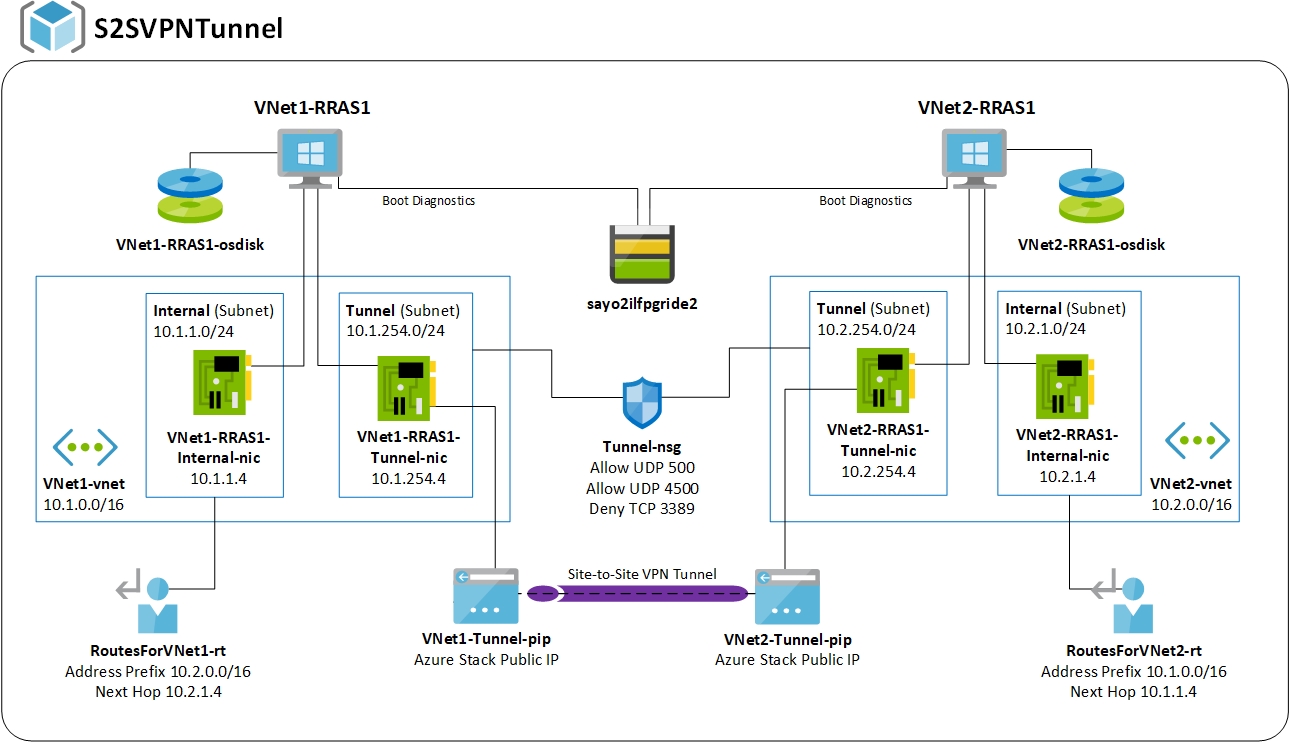 S2SVPNTunnel
VNet1-RRAS1
VNet2-RRAS1
Boot Diagnostics
Boot Diagnostics
VNet1-RRAS1-osdisk
VNet2-RRAS1-osdisk
sayo2ilfpgride2
Internal (Subnet)
10.1.1.0/24
VNet1-RRAS1-
Internal-nic
10.1.1.4
Tunnel (Subnet)
10.1.254.0/24
VNet1-RRAS1-
Tunnel-nic
10.1.254.4
VNet1-vnet
10.1.0.0/16
Tunnel-nsg
Allow UDP 500
Allow UDP 4500
Deny TCP 3389
Tunnel (Subnet)
10.2.254.0/24
VNet2-RRAS1-
Tunnel-nic
10.2.254.4
Internal (Subnet)
10.2.1.0/24
VNet2-RRAS1-
Internal-nic
10.2.1.4
VNet2-vnet
10.2.0.0/16
Site-to-Site VPN Tunnel
RoutesForVNet1-rt
Address Prefix 10.2.0.0/16
Next Hop 10.2.1.4
VNet1-Tunnel-pip
Azure Stack Public IP
VNet2-Tunnel-pip
Azure Stack Public IP
RoutesForVNet2-rt
Address Prefix 10.1.0.0/16
Next Hop 10.1.1.4